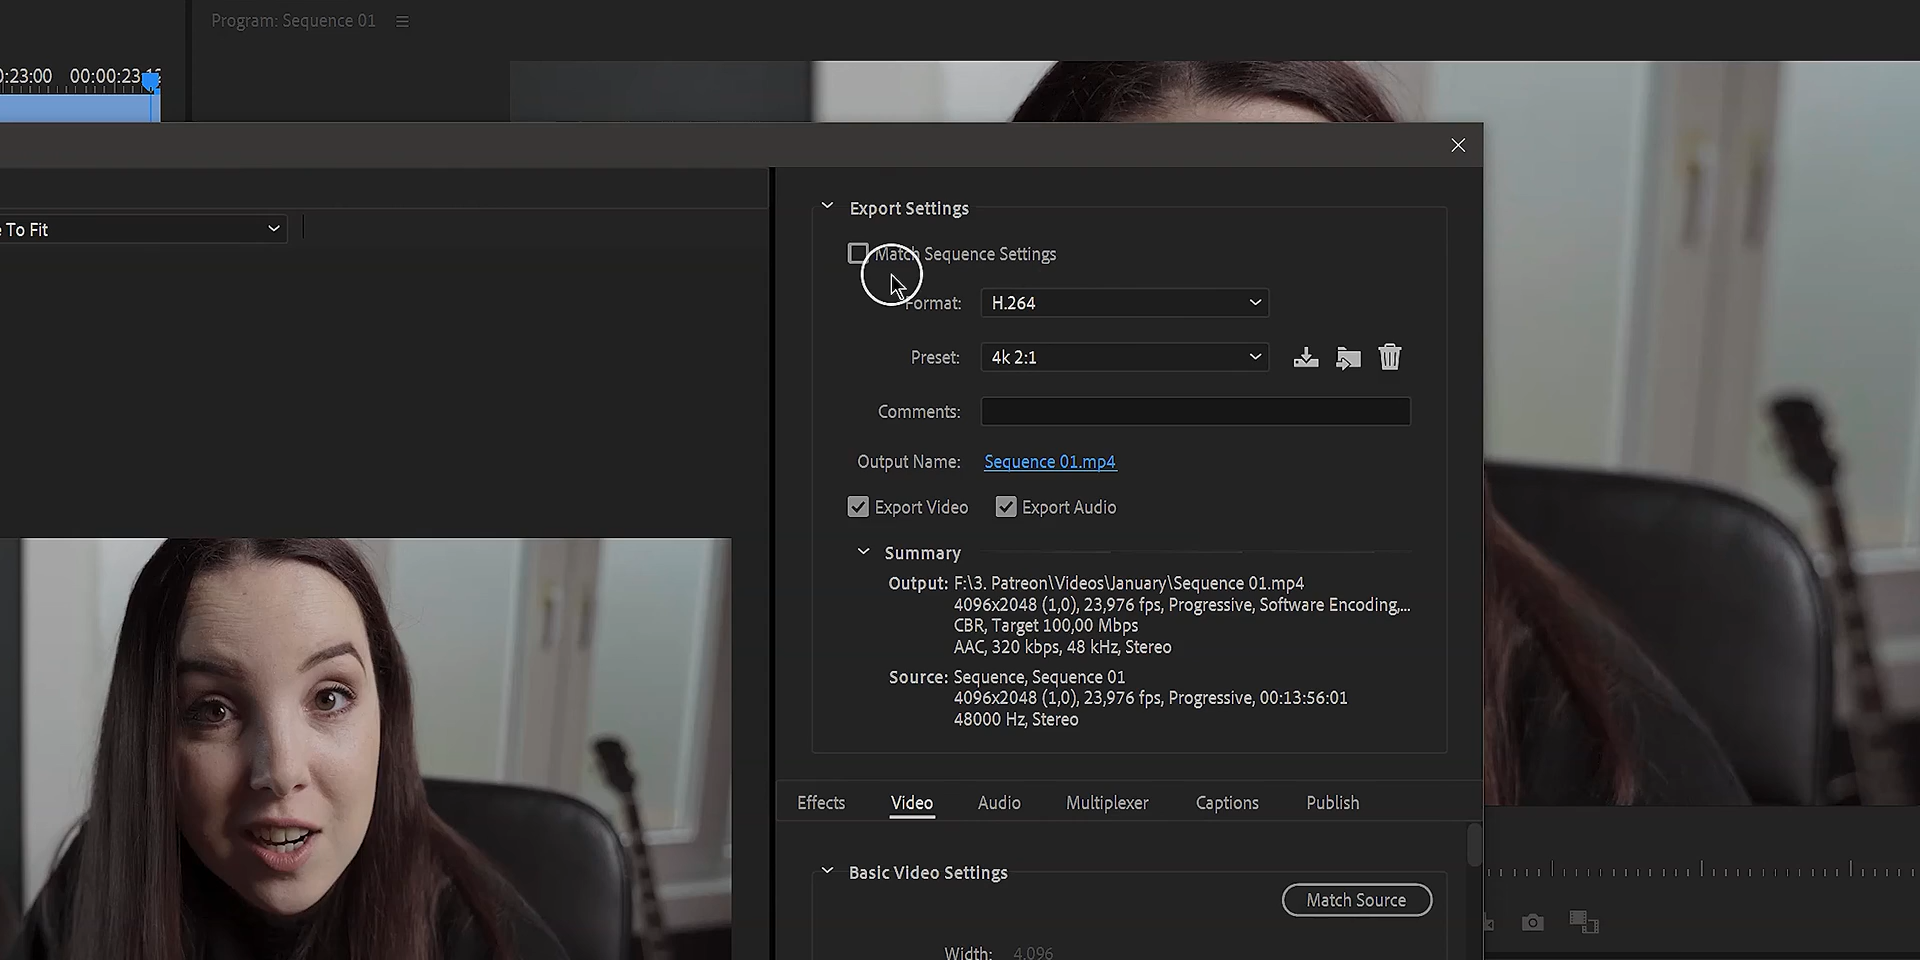 Program: Sequence 01
:23:00 00:00:23:12
To Fit
Export Settings
Match Sequence Settings
Format: H.264
Preset: 4k 2:1
Comments:
Output Name: Sequence 01.mp4
Export Video Export Audio
Summary
Output: F:\3. Patreon\Videos\January\Sequence 01.mp4
4096x2048 (1,0), 23,976 fps, Progressive, Software Encoding,...
CBR, Target 100,00 Mbps
AAC, 320 kbps, 48 kHz, Stereo
Source: Sequence, Sequence 01
4096x2048 (1,0), 23,976 fps, Progressive, 00:13:56:01
48000 Hz, Stereo
Effects Video Audio Multiplexer Captions Publish
Basic Video Settings
Match Source
Width: 4.096